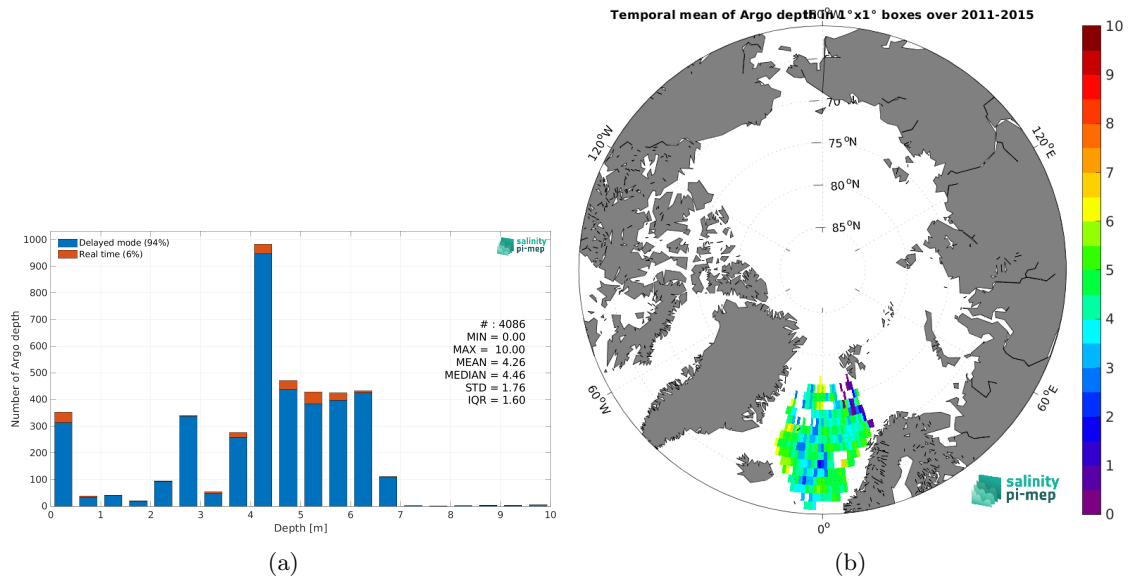 1000
900
800
700
600
500
400
300
200
100
0
Number of Argo depth
Delayed mode (94%)
Real time (6%)
salinity
pi-mep
# : 4086
MIN = 0.00
MAX = 10.00
MEAN = 4.26
MEDIAN = 4.46
STD = 1.76
IQR = 1.60
0 1 2 3 4 5 6 7 8 9 10
Depth [m]
(a)
Temporal mean of Argo depth in 1°x1° boxes over 2011-2015
120°W
120°E
60°W
60°E
0°
75°N
80°N
85°N
salinity
pi-mep
10
9
8
7
6
5
4
3
2
1
0
(b)